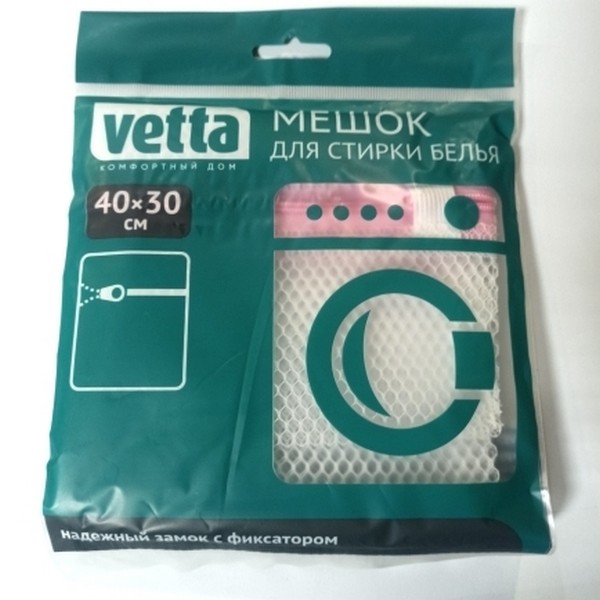 vetta
КОМФОРТНЫЙ ДОМ
МЕШОК
ДЛЯ СТИРКИ БЕЛЬЯ
40×30
СМ
надежный замок с фиксатором